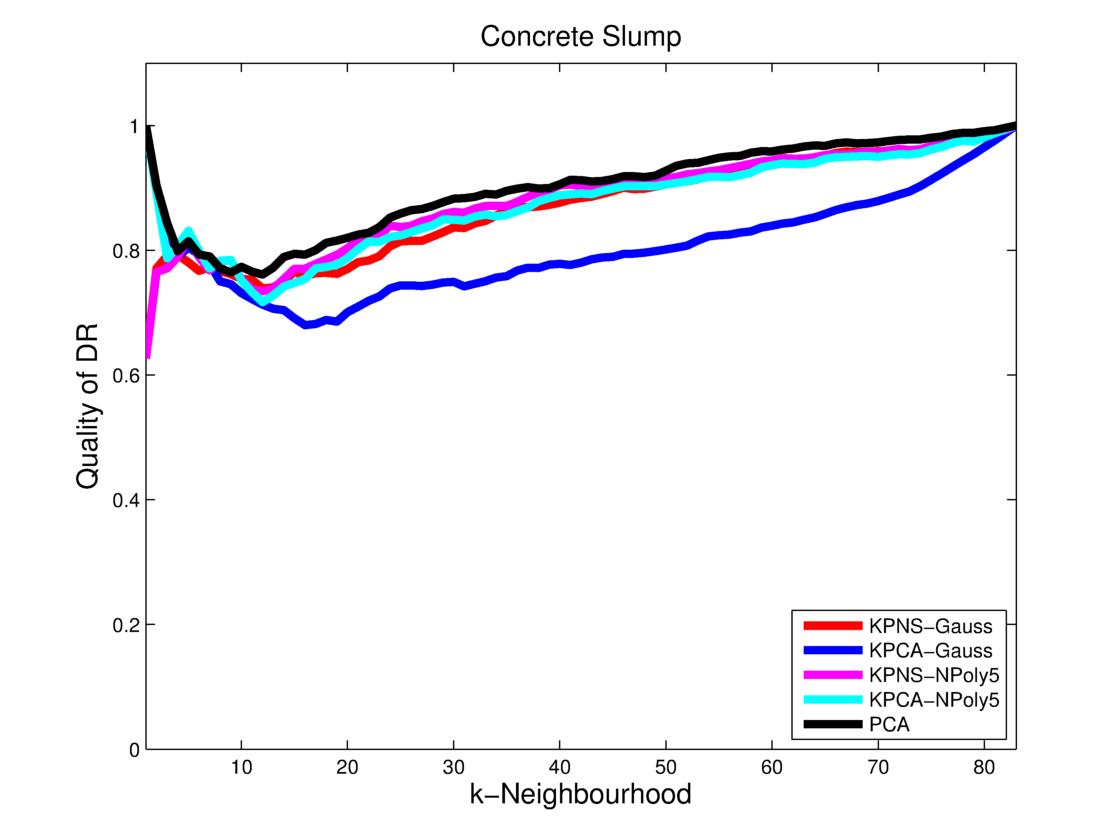 Concrete Slump
Quality of DR
1
0.8
0.6
0.4
0.2
0
10 20 30 40 50 60 70 80
k−Neighbourhood
KPNS−Gauss
KPCA−Gauss
KPNS−NPoly5
KPCA−NPoly5
PCA